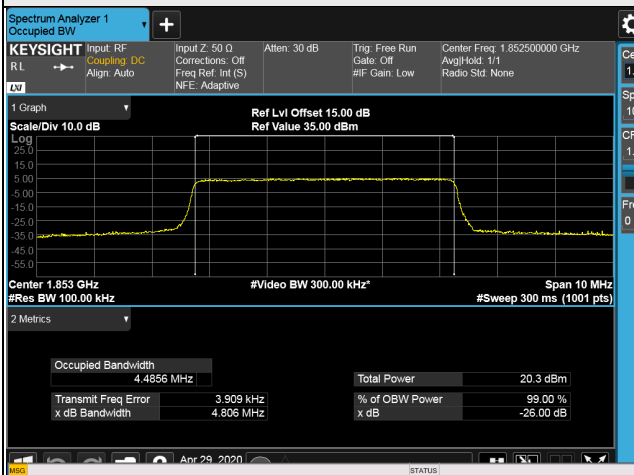 Spectrum Analyzer 1
Occupied BW
+
KEYSIGHT Input: RF Input Z: 50 Ω Atten: 30 dB Trig: Free Run Center Freq: 1.852500000 GHz
RL Coupling: DC Corrections: Off Gate: Off Avg|Hold: 1/1
Align: Auto Freq Ref: Int (S) #IF Gain: Low Radio Std: None
LXI NFE: Adaptive
1 Graph
Ref Lvl Offset 15.00 dB
Scale/Div 10.0 dB Ref Value 35.00 dBm
Log
25.0
15.0
5.00
-5.00
-15.0
-25.0
-35.0
-45.0
-55.0
Center 1.853 GHz #Video BW 300.00 kHz* Span 10 MHz
#Res BW 100.00 kHz #Sweep 300 ms (1001 pts)
2 Metrics
Occupied Bandwidth
4.4856 MHz Total Power 20.3 dBm
Transmit Freq Error 3.909 kHz % of OBW Power 99.00 %
x dB Bandwidth 4.806 MHz x dB -26.00 dB
Apr 29, 2020
MSG STATUS